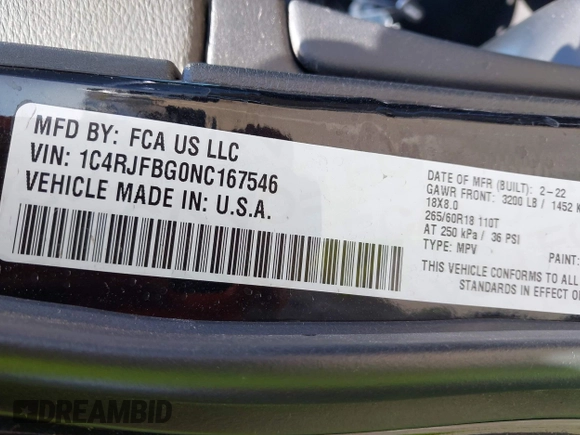 MFD BY: FCA US LLC
VIN: 1C4RJFBG0NC167546
VEHICLE MADE IN: U.S.A.
DATE OF MFR (BUILT): 2-22
GAWR FRONT: 3200 LB / 1452 K
18X8.0
265/60R18 110T
AT 250 kPa / 36 PSI
TYPE: MPV
PAINT:
THIS VEHICLE CONFORMS TO ALL
STANDARDS IN EFFECT O
DREAMBID